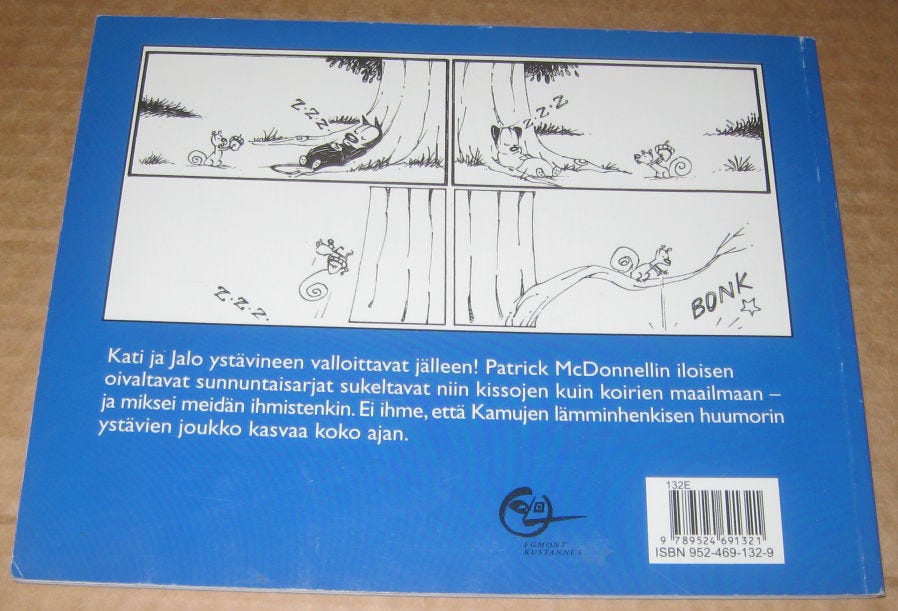 Z·Z·Z
Z·Z·Z
Z·Z·Z·
BONK
Kati ja Jalo ystävineen valloittavat jälleen! Patrick McDonnellin iloisen
oivaltavat sunnuntaisarjat sukeltavat niin kissojen kuin koirien maailmaan –
ja miksei meidän ihmistenkin. Ei ihme, että Kamujen lämminhenkisen huumorin
ystävien joukko kasvaa koko ajan.
EGMONT
KUSTANNUS
132E
9 789524 691321
ISBN 952-469-132-9